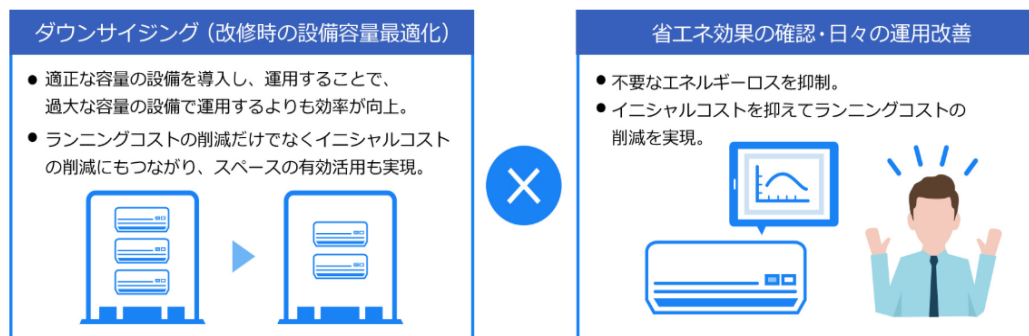 ダウンサイジング（改修時の設備容量最適化）
● 適正な容量の設備を導入し、運用することで、
過大な容量の設備で運用するよりも効率が向上。
● ランニングコストの削減だけでなくイニシャルコスト
の削減にもつながり、スペースの有効活用も実現。
×
省エネ効果の確認・日々の運用改善
● 不要なエネルギーロスを抑制。
● イニシャルコストを抑えてランニングコストの
削減を実現。